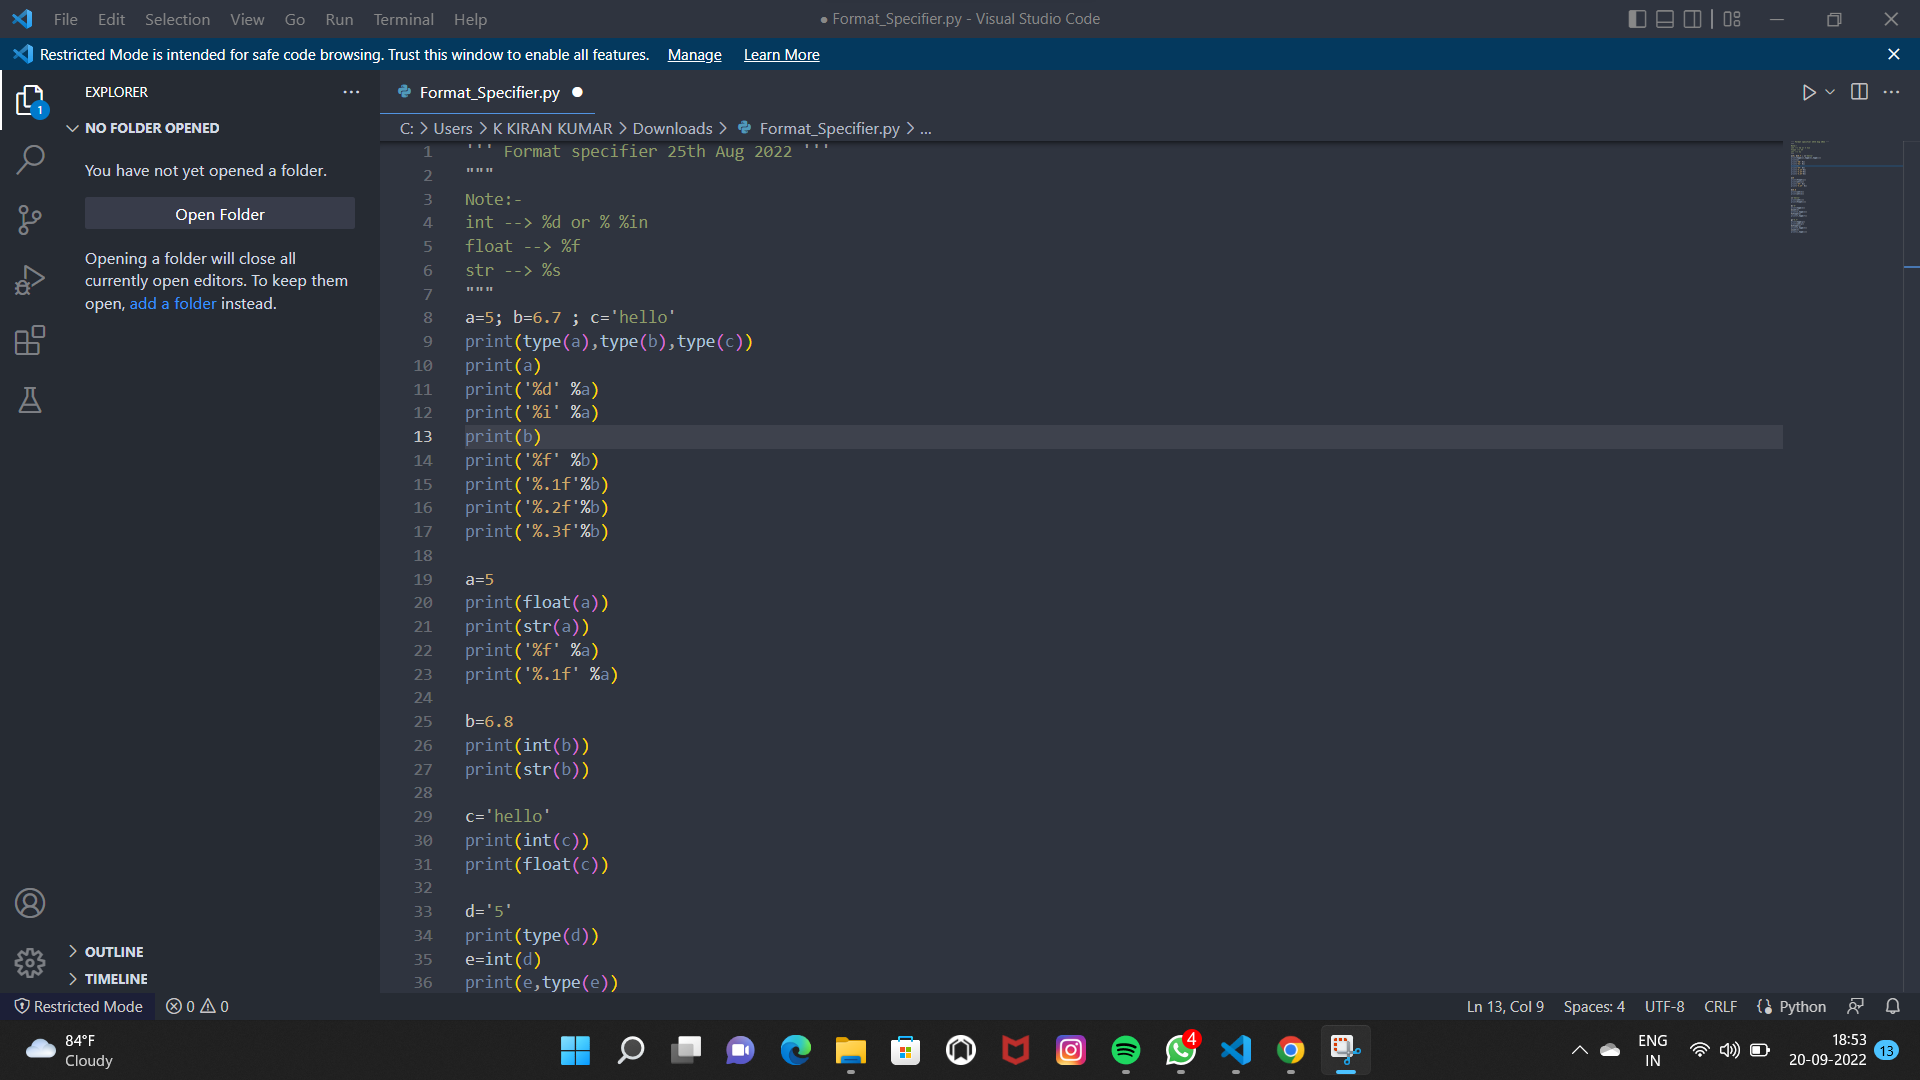 File Edit Selection View Go Run Terminal Help
● Format_Specifier.py - Visual Studio Code
Restricted Mode is intended for safe code browsing. Trust this window to enable all features. Manage Learn More
EXPLORER
NO FOLDER OPENED
You have not yet opened a folder.
Open Folder
Opening a folder will close all
currently open editors. To keep them
open, add a folder instead.
OUTLINE
TIMELINE
1
Format_Specifier.py
C: > Users > K KIRAN KUMAR > Downloads > Format_Specifier.py > ...
1 ''' Format specifier 25th Aug 2022 '''
2 """
3 Note:-
4 int --> %d or % %in
5 float --> %f
6 str --> %s
7 """
8 a=5; b=6.7 ; c='hello'
9 print(type(a),type(b),type(c))
10 print(a)
11 print('%d' %a)
12 print('%i' %a)
13 print(b)
14 print('%f' %b)
15 print('%.1f'%b)
16 print('%.2f'%b)
17 print('%.3f'%b)
18
19 a=5
20 print(float(a))
21 print(str(a))
22 print('%f' %a)
23 print('%.1f' %a)
24
25 b=6.8
26 print(int(b))
27 print(str(b))
28
29 c='hello'
30 print(int(c))
31 print(float(c))
32
33 d='5'
34 print(type(d))
35 e=int(d)
36 print(e,type(e))
Restricted Mode 0 0
Ln 13, Col 9 Spaces: 4 UTF-8 CRLF Python
84°F
Cloudy
4
ENG
IN
18:53
20-09-2022
13